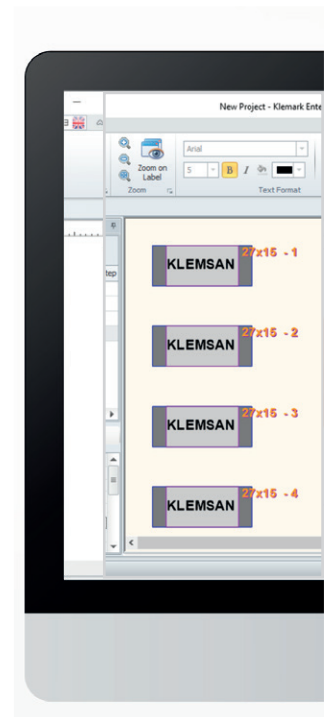 New Project - Klemark Ente
Arial
Zoom on
Label
5
B
I
Zoom
Text Format
tep
KLEMSAN
27x15 - 1
KLEMSAN
27x15 - 2
KLEMSAN
27x15 - 3
KLEMSAN
27x15 - 4